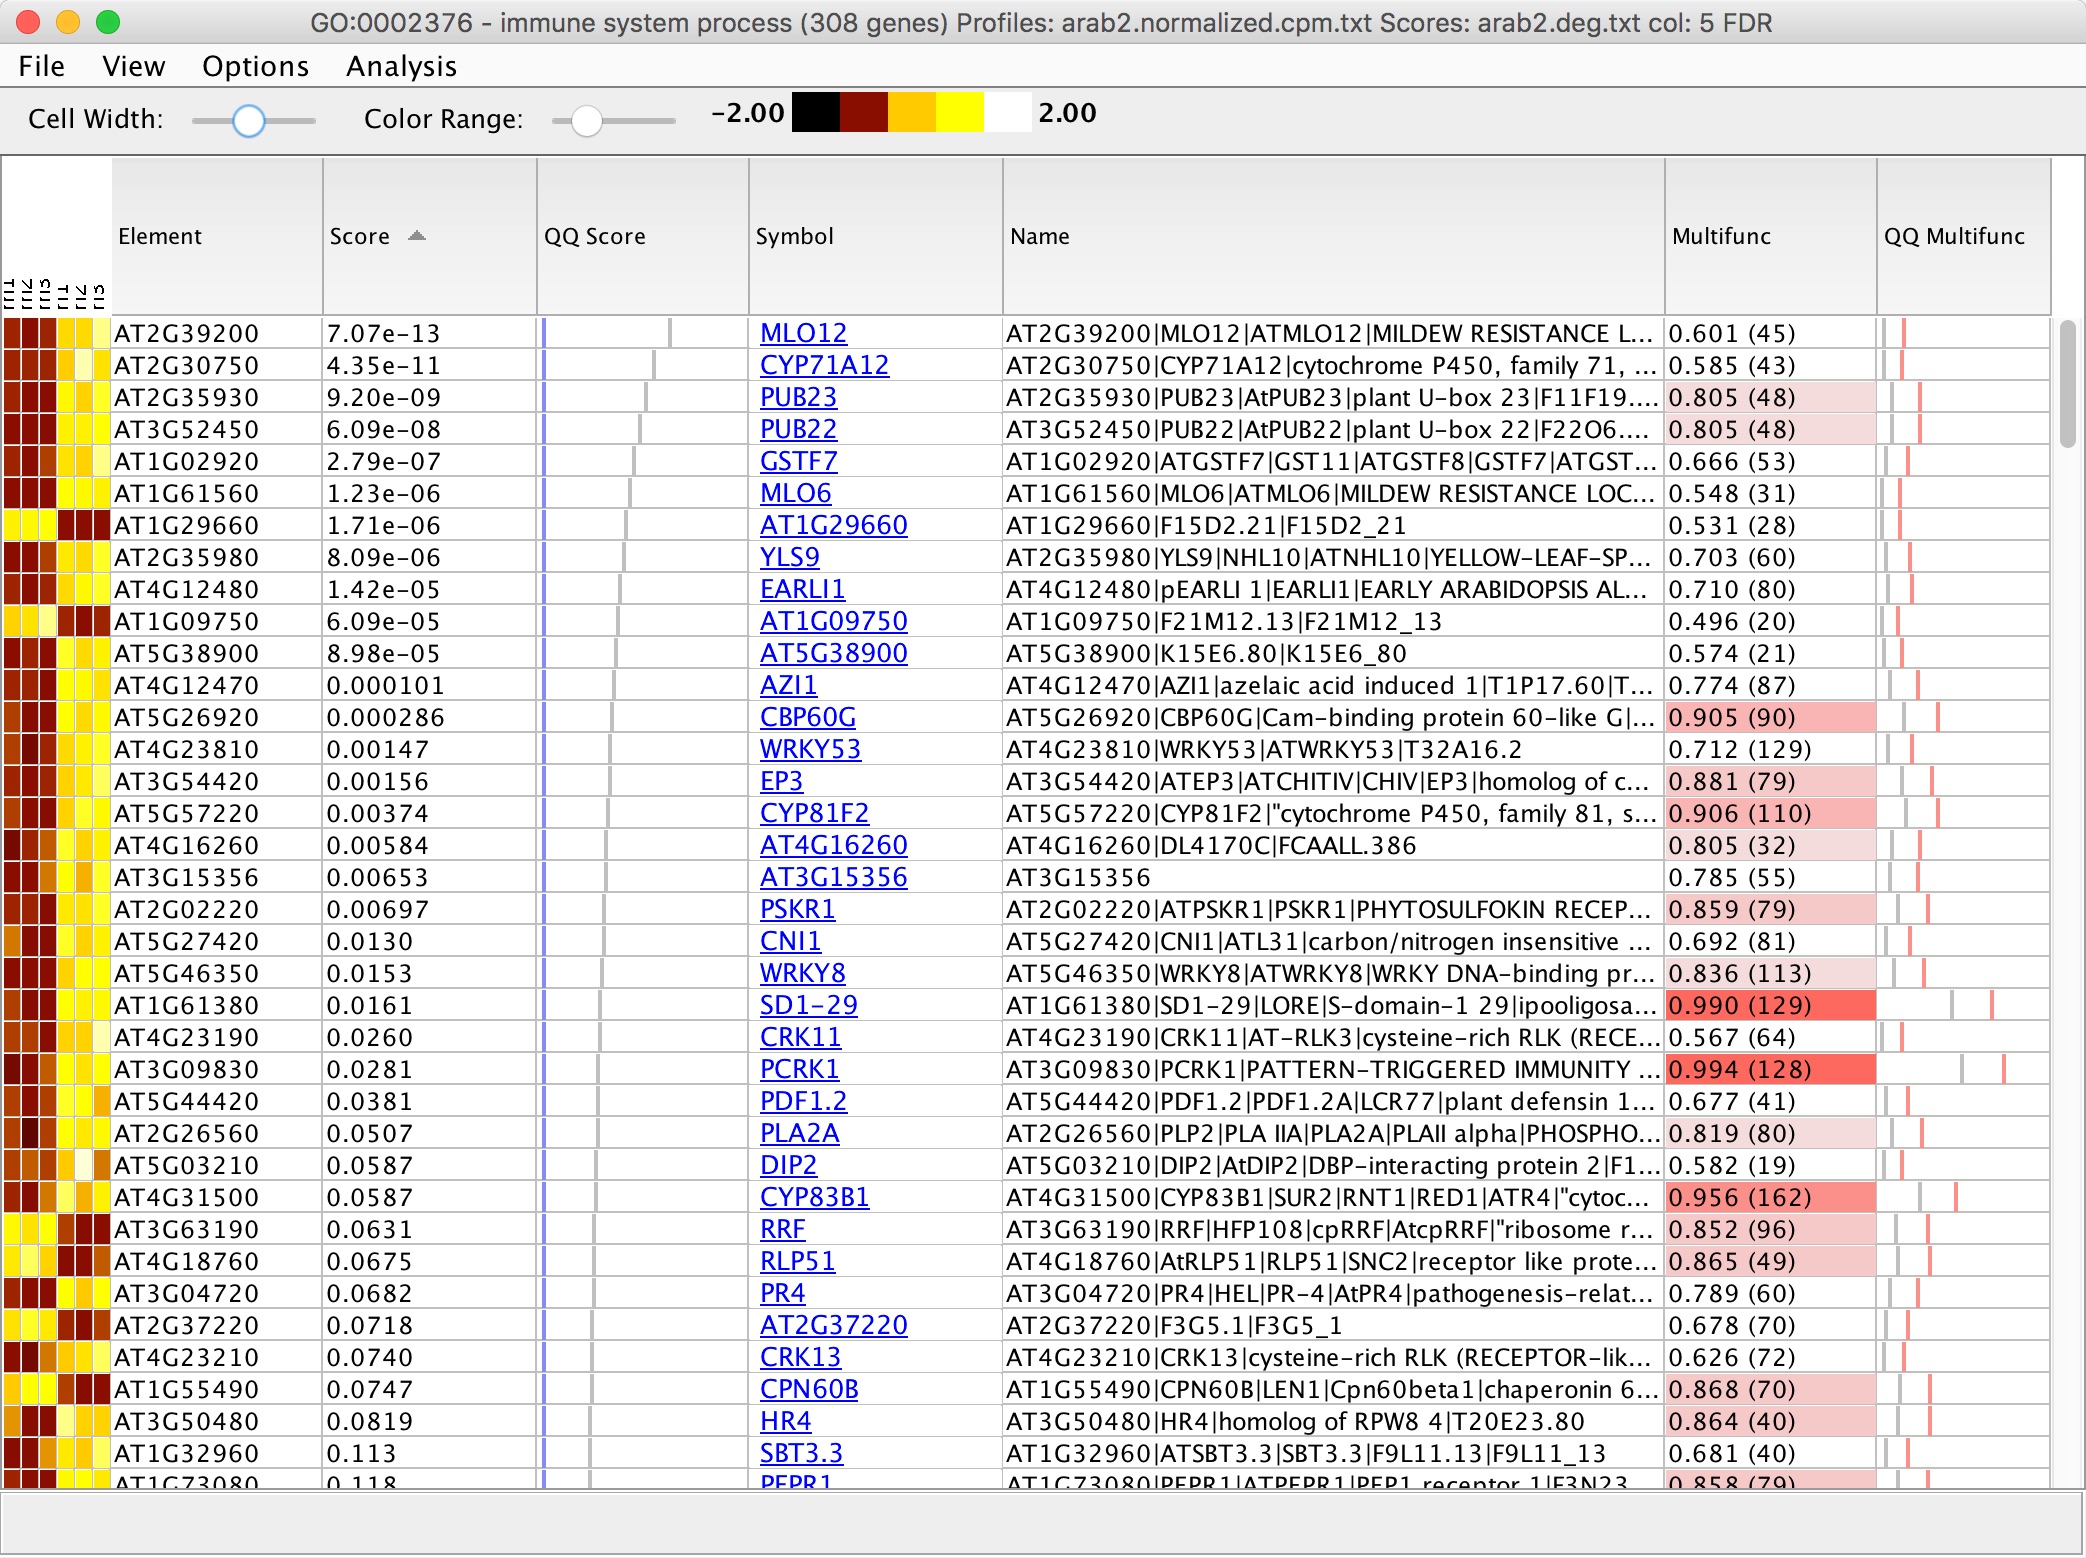 GO:0002376 - immune system process (308 genes) Profiles: arab2.normalized.cpm.txt Scores: arab2.deg.txt col: 5 FDR
File View Options Analysis
Cell Width: Color Range: -2.00 2.00
Element Score QQ Score Symbol Name Multifunc QQ Multifunc
AT2G39200 7.07e-13 MLO12 AT2G39200|MLO12|ATMLO12|MILDEW RESISTANCE L... 0.601 (45)
AT2G30750 4.35e-11 CYP71A12 AT2G30750|CYP71A12|cytochrome P450, family 71, ... 0.585 (43)
AT2G35930 9.20e-09 PUB23 AT2G35930|PUB23|AtPUB23|plant U-box 23|F11F19.... 0.805 (48)
AT3G52450 6.09e-08 PUB22 AT3G52450|PUB22|AtPUB22|plant U-box 22|F22O6.... 0.805 (48)
AT1G02920 2.79e-07 GSTF7 AT1G02920|ATGSTF7|GST11|ATGSTF8|GSTF7|ATGST... 0.666 (53)
AT1G61560 1.23e-06 MLO6 AT1G61560|MLO6|ATMLO6|MILDEW RESISTANCE LOC... 0.548 (31)
AT1G29660 1.71e-06 AT1G29660 AT1G29660|F15D2.21|F15D2_21 0.531 (28)
AT2G35980 8.09e-06 YLS9 AT2G35980|YLS9|NHL10|ATNHL10|YELLOW-LEAF-SP... 0.703 (60)
AT4G12480 1.42e-05 EARLI1 AT4G12480|pEARLI 1|EARLI1|EARLY ARABIDOPSIS AL... 0.710 (80)
AT1G09750 6.09e-05 AT1G09750 AT1G09750|F21M12.13|F21M12_13 0.496 (20)
AT5G38900 8.98e-05 AT5G38900 AT5G38900|K15E6.80|K15E6_80 0.574 (21)
AT4G12470 0.000101 AZI1 AT4G12470|AZI1|azelaic acid induced 1|T1P17.60|T... 0.774 (87)
AT5G26920 0.000286 CBP60G AT5G26920|CBP60G|Cam-binding protein 60-like G|... 0.905 (90)
AT4G23810 0.00147 WRKY53 AT4G23810|WRKY53|ATWRKY53|T32A16.2 0.712 (129)
AT3G54420 0.00156 EP3 AT3G54420|ATEP3|ATCHITIV|CHIV|EP3|homolog of c... 0.881 (79)
AT5G57220 0.00374 CYP81F2 AT5G57220|CYP81F2|"cytochrome P450, family 81, s... 0.906 (110)
AT4G16260 0.00584 AT4G16260 AT4G16260|DL4170C|FCAALL.386 0.805 (32)
AT3G15356 0.00653 AT3G15356 AT3G15356 0.785 (55)
AT2G02220 0.00697 PSKR1 AT2G02220|ATPSKR1|PSKR1|PHYTOSULFOKIN RECEP... 0.859 (79)
AT5G27420 0.0130 CNI1 AT5G27420|CNI1|ATL31|carbon/nitrogen insensitive ... 0.692 (81)
AT5G46350 0.0153 WRKY8 AT5G46350|WRKY8|ATWRKY8|WRKY DNA-binding pr... 0.836 (113)
AT1G61380 0.0161 SD1-29 AT1G61380|SD1-29|LORE|S-domain-1 29|ipooligosa... 0.990 (129)
AT4G23190 0.0260 CRK11 AT4G23190|CRK11|AT-RLK3|cysteine-rich RLK (RECE... 0.567 (64)
AT3G09830 0.0281 PCRK1 AT3G09830|PCRK1|PATTERN-TRIGGERED IMMUNITY ... 0.994 (128)
AT5G44420 0.0381 PDF1.2 AT5G44420|PDF1.2|PDF1.2A|LCR77|plant defensin 1... 0.677 (41)
AT2G26560 0.0507 PLA2A AT2G26560|PLP2|PLA IIA|PLA2A|PLAII alpha|PHOSPHO... 0.819 (80)
AT5G03210 0.0587 DIP2 AT5G03210|DIP2|AtDIP2|DBP-interacting protein 2|F1... 0.582 (19)
AT4G31500 0.0587 CYP83B1 AT4G31500|CYP83B1|SUR2|RNT1|RED1|ATR4|"cytoc... 0.956 (162)
AT3G63190 0.0631 RRF AT3G63190|RRF|HFP108|cpRRF|AtcpRRF|"ribosome r... 0.852 (96)
AT4G18760 0.0675 RLP51 AT4G18760|AtRLP51|RLP51|SNC2|receptor like prote... 0.865 (49)
AT3G04720 0.0682 PR4 AT3G04720|PR4|HEL|PR-4|AtPR4|pathogenesis-relat... 0.789 (60)
AT2G37220 0.0718 AT2G37220 AT2G37220|F3G5.1|F3G5_1 0.678 (70)
AT4G23210 0.0740 CRK13 AT4G23210|CRK13|cysteine-rich RLK (RECEPTOR-lik... 0.626 (72)
AT1G55490 0.0747 CPN60B AT1G55490|CPN60B|LEN1|Cpn60beta1|chaperonin 6... 0.868 (70)
AT3G50480 0.0819 HR4 AT3G50480|HR4|homolog of RPW8 4|T20E23.80 0.864 (40)
AT1G32960 0.113 SBT3.3 AT1G32960|ATSBT3.3|SBT3.3|F9L11.13|F9L11_13 0.681 (40)
AT1G73080 0.118 PEPR1 AT1G73080|PEPR1|ATPEPR1|PEP1 receptor 1|F3N23 0.858 (79)